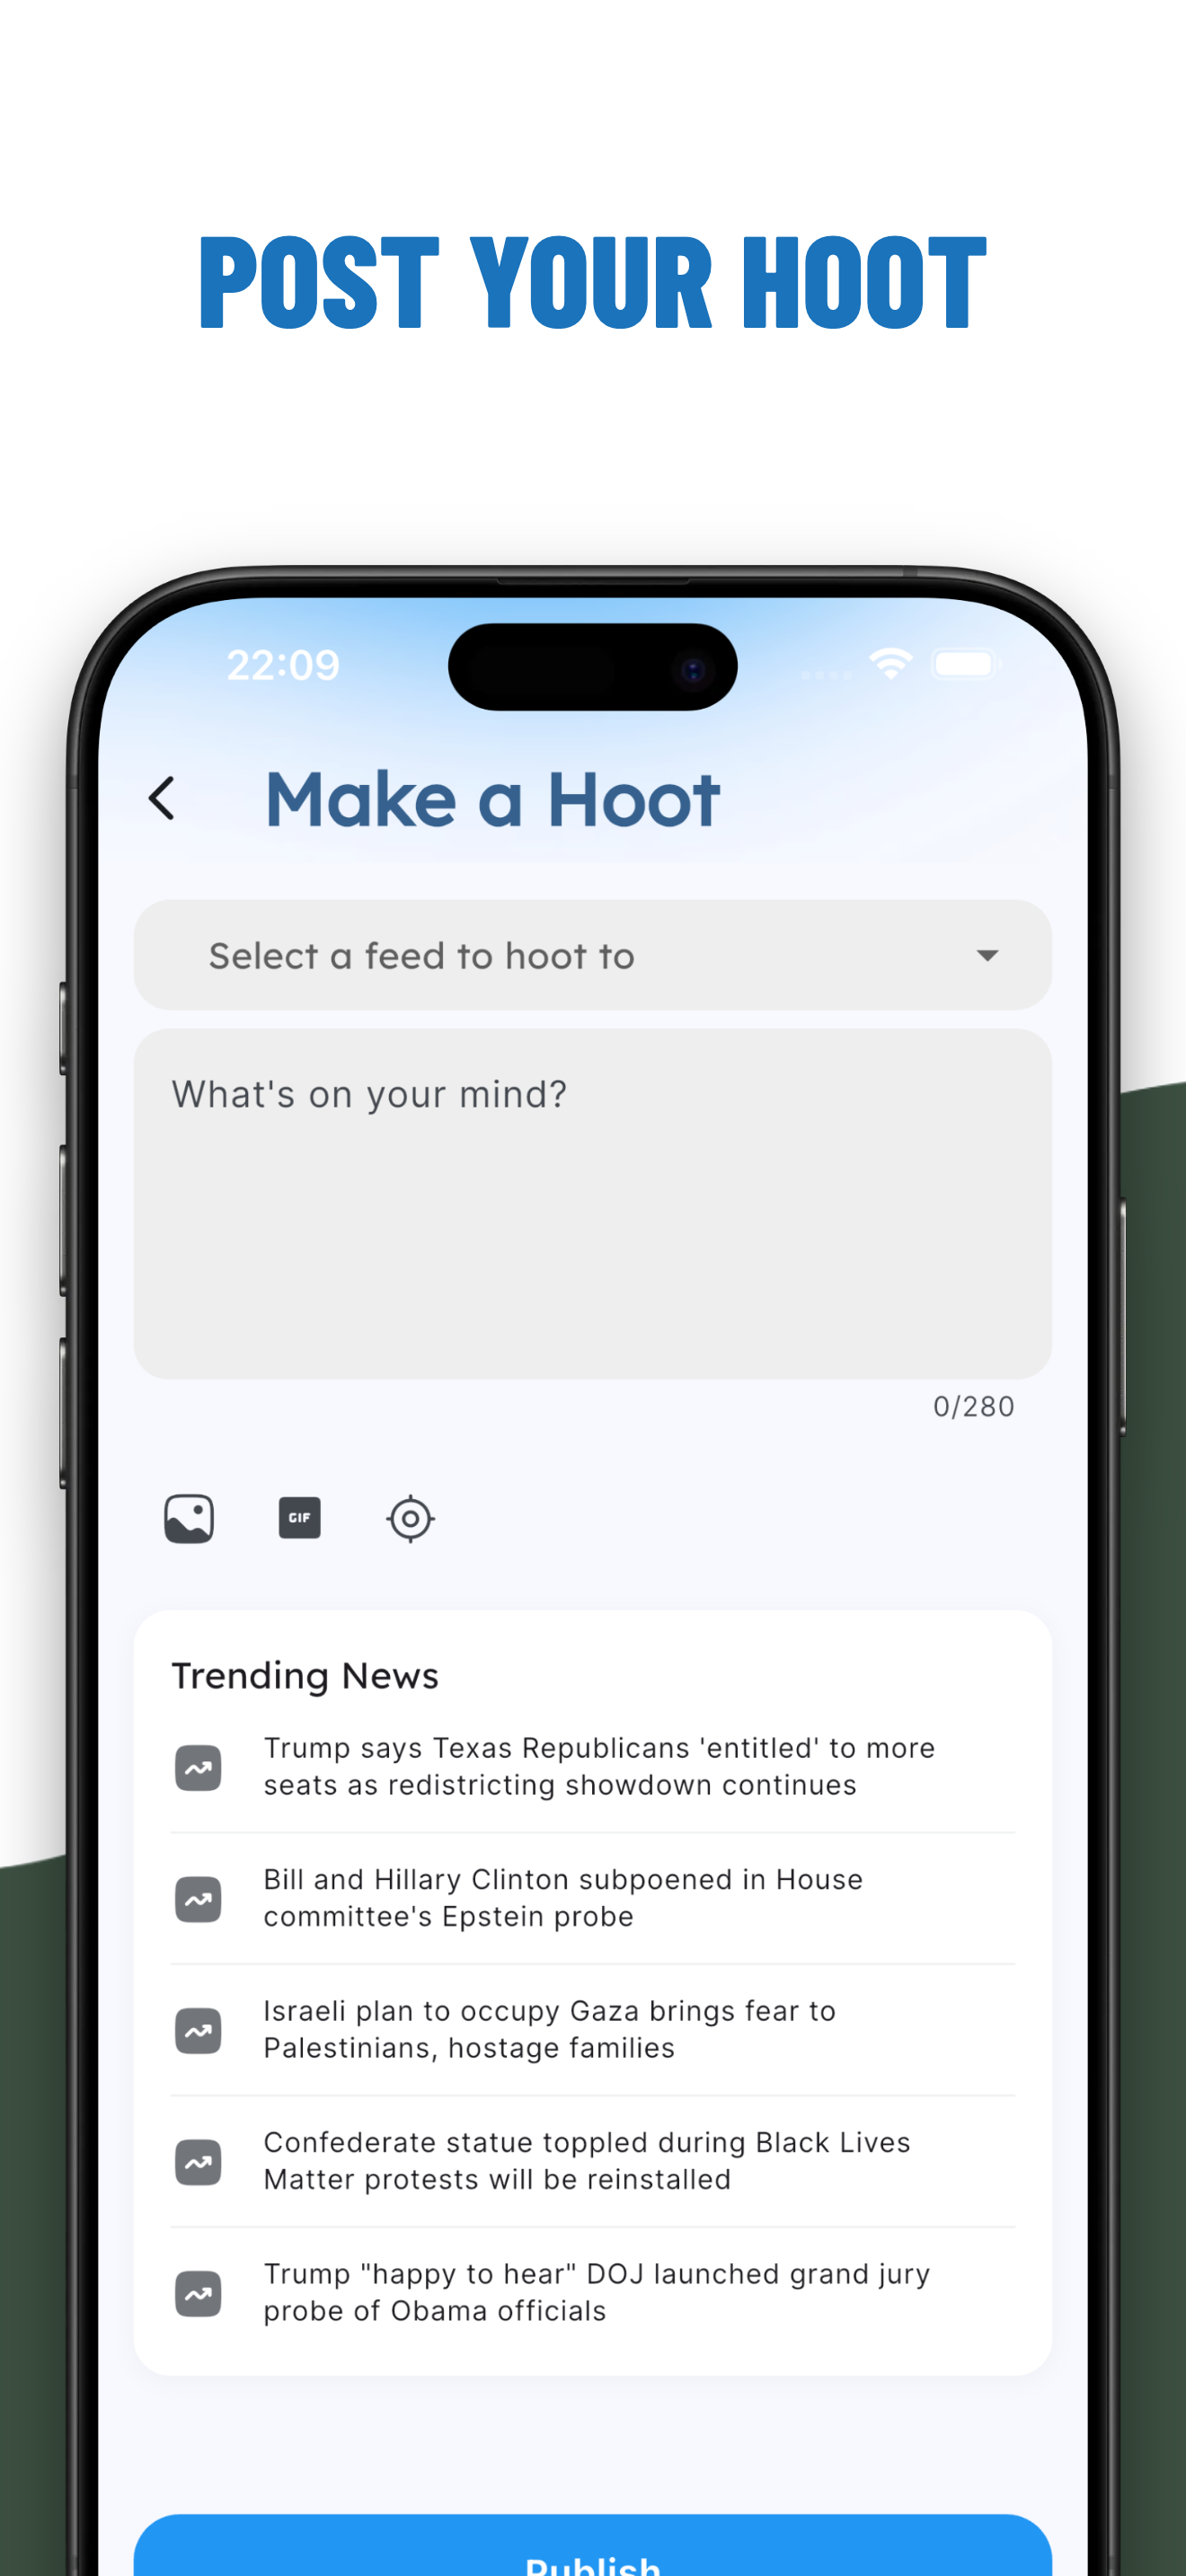 POST YOUR HOOT
22:09
Make a Hoot
Select a feed to hoot to
What's on your mind?
0/280
GIF
Trending News
Trump says Texas Republicans 'entitled' to more
seats as redistricting showdown continues
Bill and Hillary Clinton subpoened in House
committee's Epstein probe
Israeli plan to occupy Gaza brings fear to
Palestinians, hostage families
Confederate statue toppled during Black Lives
Matter protests will be reinstalled
Trump "happy to hear" DOJ launched grand jury
probe of Obama officials
Publish